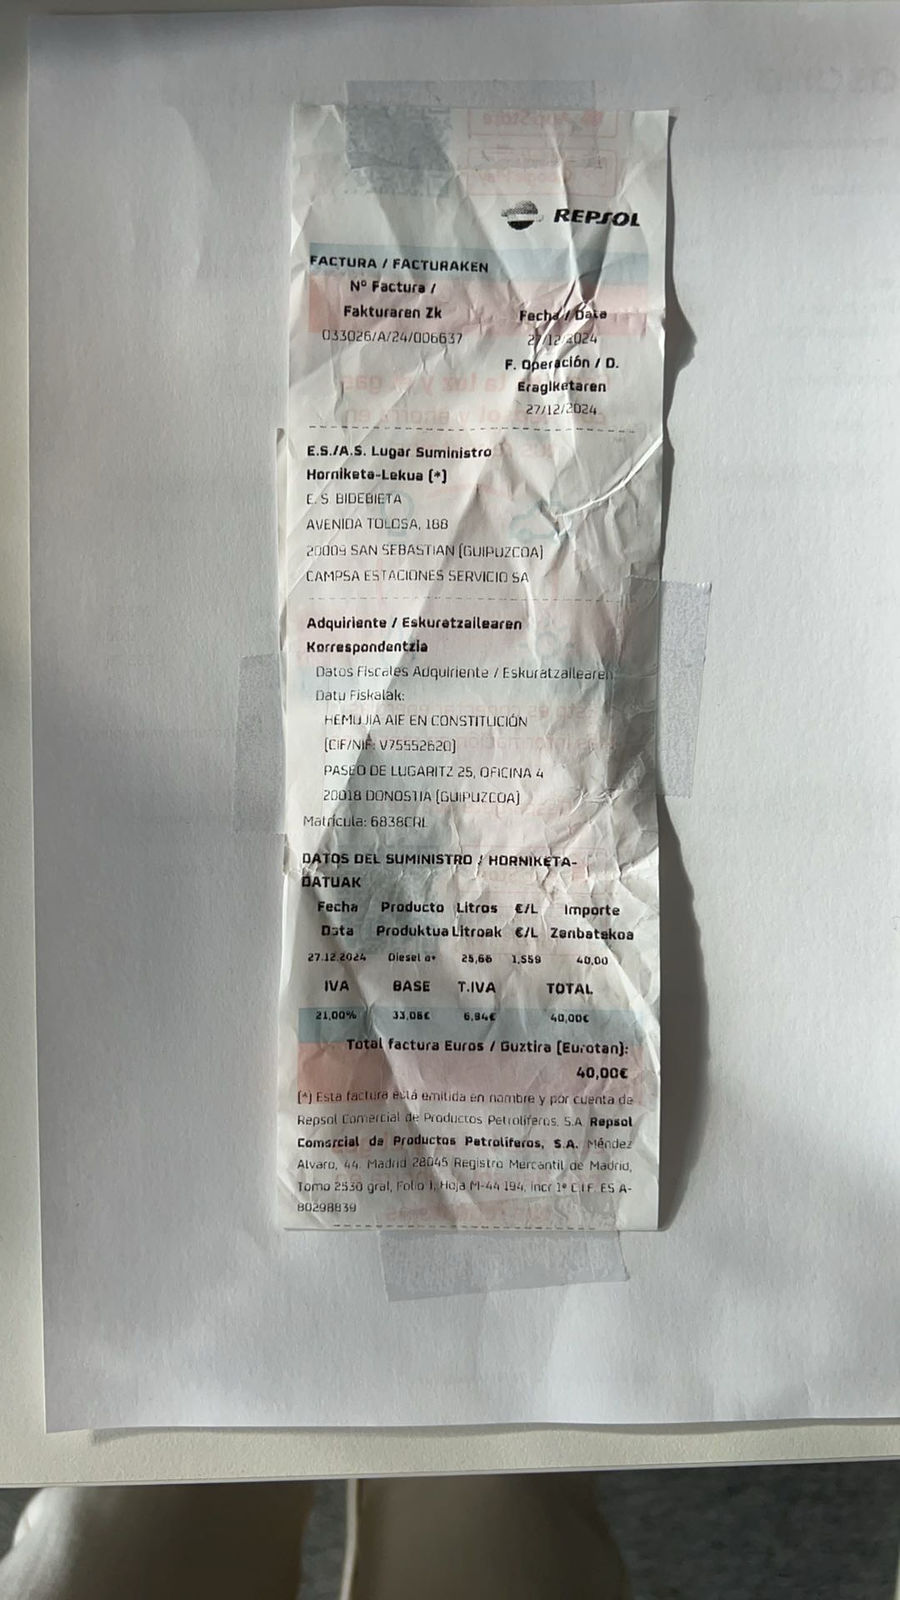 REPSOL
FACTURA / FACTURAKEN
Nº Factura /
Fakturaren Zk
Fecha / Data
033026/A/24/006637
27/12/2024
F. Operación / D.
Eragiketaren
27/12/2024
E.S./A.S. Lugar Suministro
Horniketa-Lekua (*)
E. S. BIDEBIETA
AVENIDA TOLOSA, 188
20009 SAN SEBASTIAN (GUIPUZCOA)
CAMPSA ESTACIONES SERVICIO SA
Adquiriente / Eskuratzailearen
Korrespondentzia
Datos Fiscales Adquiriente / Eskuratzailearen
Datu Fiskalak:
HEMUJIA AIE EN CONSTITUCIÓN
(CIF/NIF: V75552620)
PASEO DE LUGARITZ 25, OFICINA 4
20018 DONOSTIA (GUIPUZCOA)
Matrícula: 6838CRL
DATOS DEL SUMINISTRO / HORNIKETA-
DATUAK
Fecha Producto Litros €/L Importe
Data Produktua Litroak €/L Zenbatekoa
27.12.2024 Diesel e+ 25,66 1,559 40,00
IVA BASE T.IVA TOTAL
21,00% 33,06€ 6,94€ 40,00€
Total factura Euros / Guztira (Eurotan):
40,00€
(*) Esta factura está emitida en nombre y por cuenta de
Repsol Comercial de Productos Petrolíferos, S.A. Repsol
Comercial de Productos Petrolíferos, S.A. Méndez
Alvaro, 44. Madrid 28045 Registro Mercantil de Madrid,
Tomo 2530 gral, Folio 1, Hoja M-44 194, incr 1ª C.I.F. ES A-
80298839